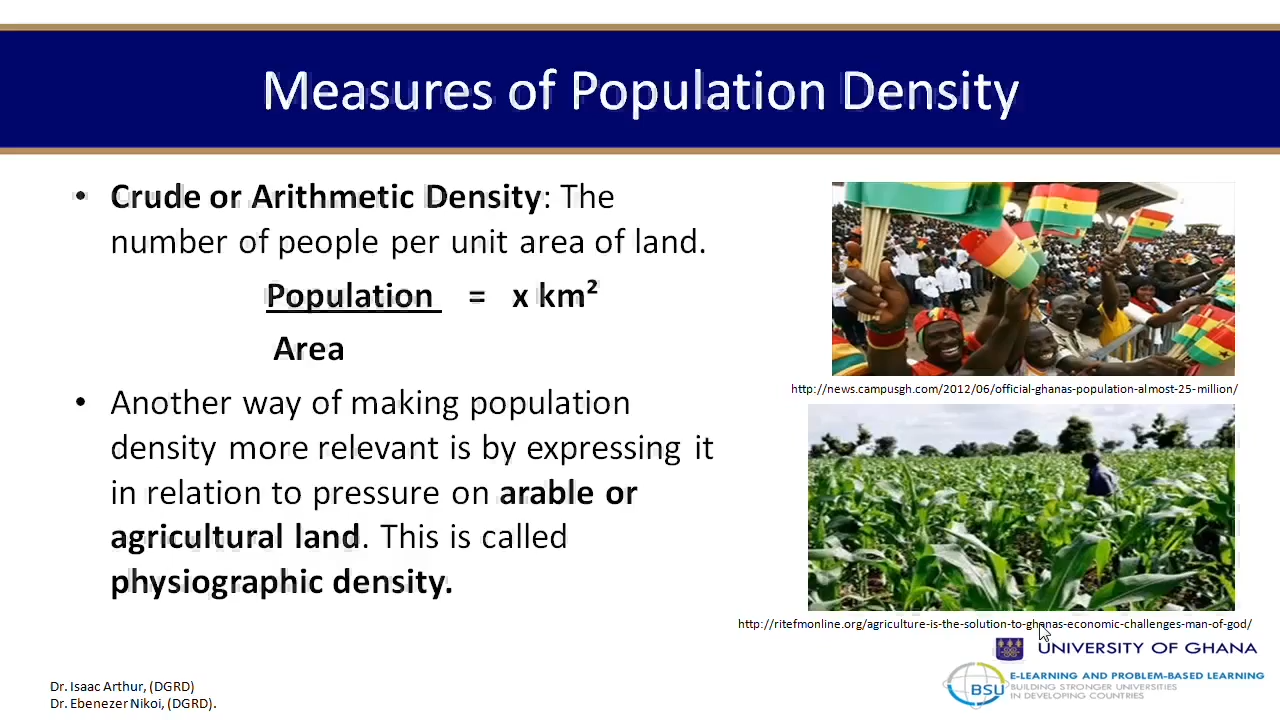 Measures of Population Density
• Crude or Arithmetic Density: The
number of people per unit area of land.
Population = x km²
Area
• Another way of making population
density more relevant is by expressing it
in relation to pressure on arable or
agricultural land. This is called
physiographic density.
http://news.campusgh.com/2012/06/official-ghanas-population-almost-25-million/
http://ritefmonline.org/agriculture-is-the-solution-to-ghanas-economic-challenges-man-of-god/
UNIVERSITY OF GHANA
BSU
E-LEARNING AND PROBLEM-BASED LEARNING
BUILDING STRONGER UNIVERSITIES
IN DEVELOPING COUNTRIES
Dr. Isaac Arthur, (DGRD)
Dr. Ebenezer Nikoi, (DGRD).